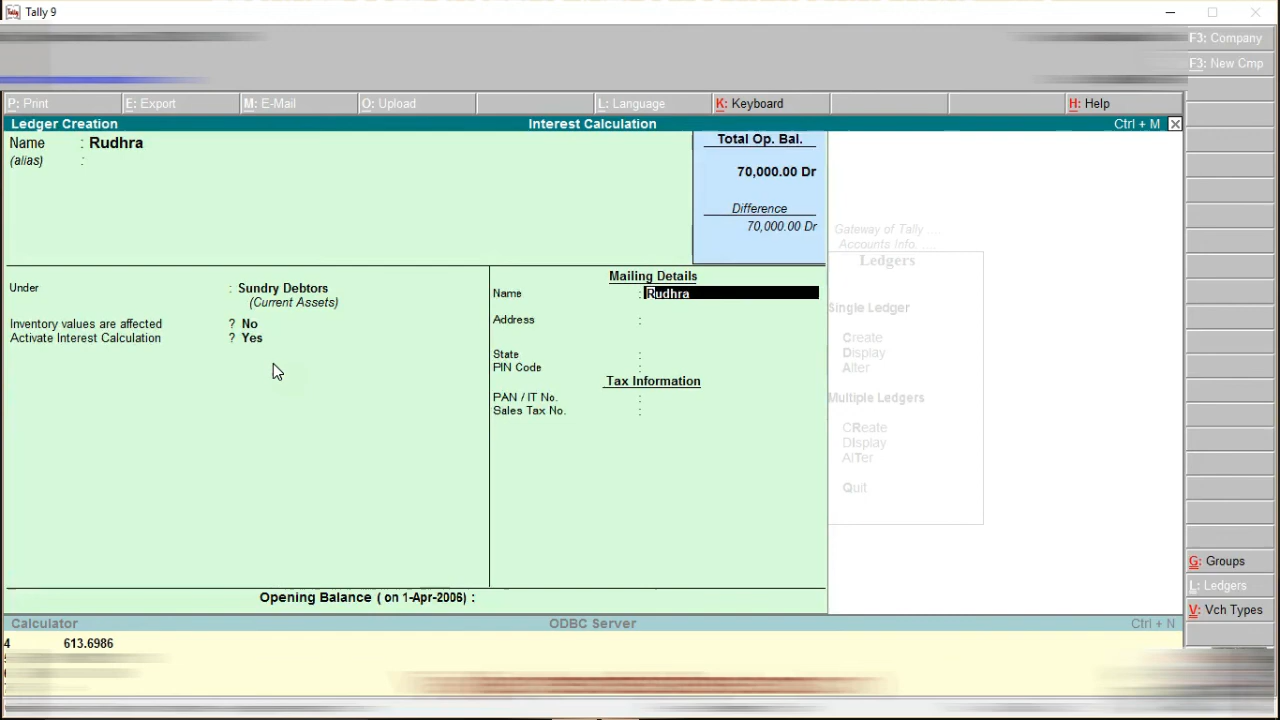 Tally 9
F3: Company
F3: New Cmp
P: Print
E: Export
M: E-Mail
O: Upload
L: Language
K: Keyboard
H: Help
Ledger Creation
Interest Calculation
Ctrl + M
Name : Rudhra
(alias) :
Total Op. Bal.
70,000.00 Dr
Difference
70,000.00 Dr
Under : Sundry Debtors
(Current Assets)
Inventory values are affected ? No
Activate Interest Calculation ? Yes
Mailing Details
Name : Rudhra
Address :
State :
PIN Code :
Tax Information
PAN / IT No. :
Sales Tax No. :
Opening Balance ( on 1-Apr-2006) :
Gateway of Tally ...
Accounts Info. ....
Ledgers
Single Ledger
Create
Display
Alter
Multiple Ledgers
CReate
DIsplay
AlTer
Quit
G: Groups
L: Ledgers
V: Vch Types
Calculator
ODBC Server
Ctrl + N
4 613.6986